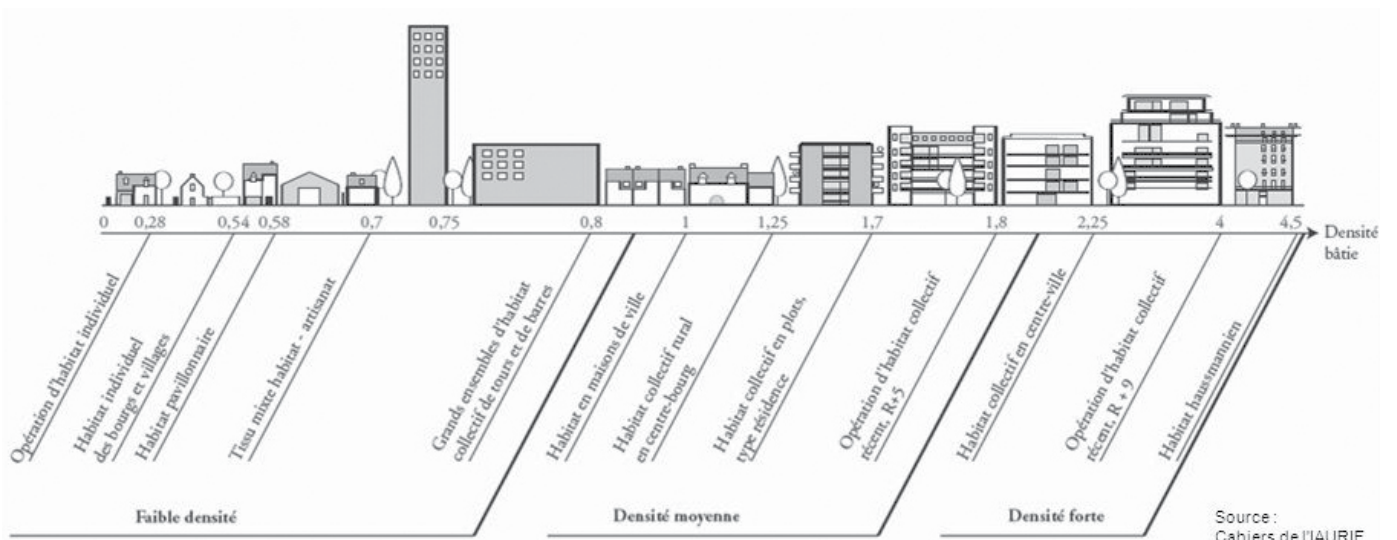 0 0,28 0,54 0,58 0,7 0,75 0,8 1 1,25 1,7 1,8 2,25 4 4,5
Densité
bâtie
Opération d'habitat individuel
Habitat individuel
des bourgs et villages
Habitat pavillonnaire
Tissu mixte habitat - artisanat
Grands ensembles d'habitat
collectif de tours et de barres
Habitat en maisons de ville
Habitat collectif rural
en centre-bourg
Habitat collectif en plots,
type résidence
Opération d'habitat collectif
récent, R+5
Habitat collectif en centre-ville
Opération d'habitat collectif
récent, R + 9
Habitat haussmannien
Faible densité
Densité moyenne
Densité forte
Source :
Cahiers de l'IAURIF